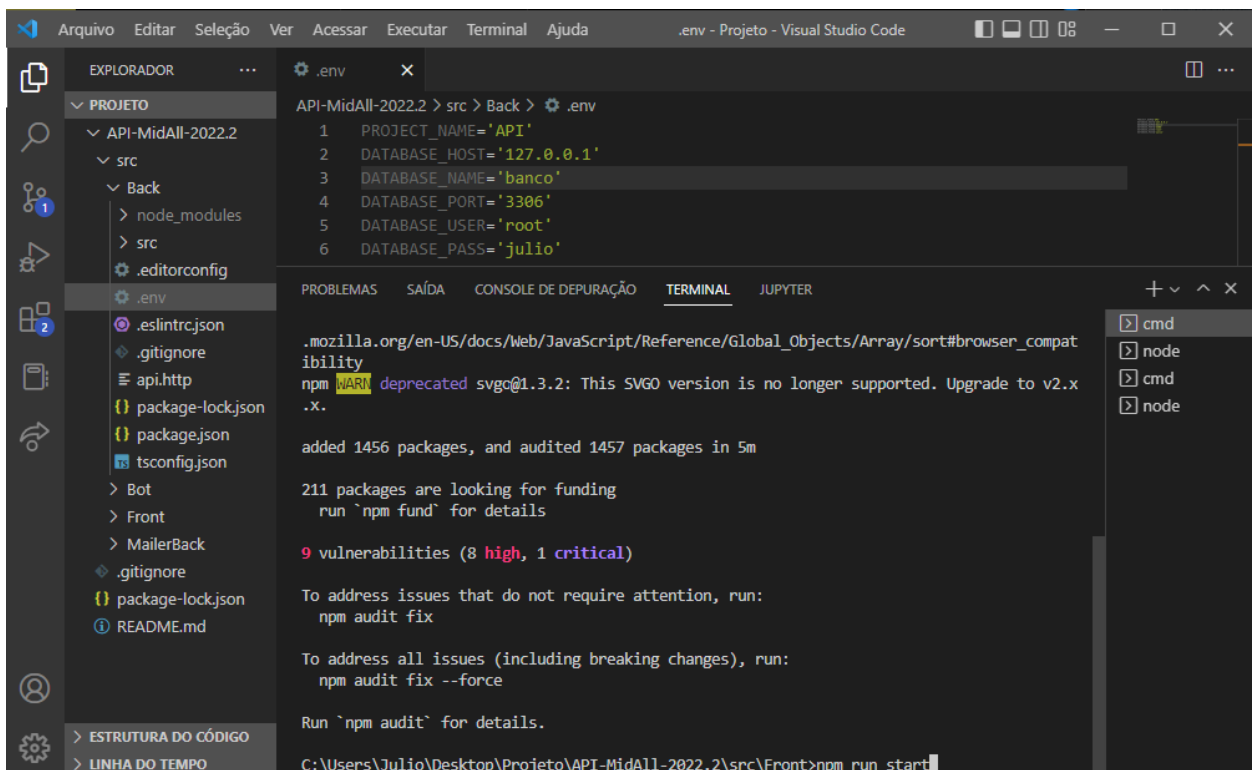 Arquivo Editar Seleção Ver Acessar Executar Terminal Ajuda .env - Projeto - Visual Studio Code
EXPLORADOR
PROJETO
API-MidAll-2022.2
src
Back
node_modules
src
.editorconfig
.env
.eslintrc.json
.gitignore
api.http
package-lock.json
package.json
tsconfig.json
Bot
Front
MailerBack
.gitignore
package-lock.json
README.md
ESTRUTURA DO CÓDIGO
LINHA DO TEMPO
1
2
.env
API-MidAll-2022.2 > src > Back > .env
1 PROJECT_NAME='API'
2 DATABASE_HOST='127.0.0.1'
3 DATABASE_NAME='banco'
4 DATABASE_PORT='3306'
5 DATABASE_USER='root'
6 DATABASE_PASS='julio'
PROBLEMAS SAÍDA CONSOLE DE DEPURAÇÃO TERMINAL JUPYTER
.mozilla.org/en-US/docs/Web/JavaScript/Reference/Global_Objects/Array/sort#browser_compat
ibility
npm WARN deprecated svgo@1.3.2: This SVGO version is no longer supported. Upgrade to v2.x
.x.
added 1456 packages, and audited 1457 packages in 5m
211 packages are looking for funding
run `npm fund` for details
9 vulnerabilities (8 high, 1 critical)
To address issues that do not require attention, run:
npm audit fix
To address all issues (including breaking changes), run:
npm audit fix --force
Run `npm audit` for details.
C:\Users\Julio\Desktop\Projeto\API-MidAll-2022.2\src\Front>npm run start
cmd
node
cmd
node